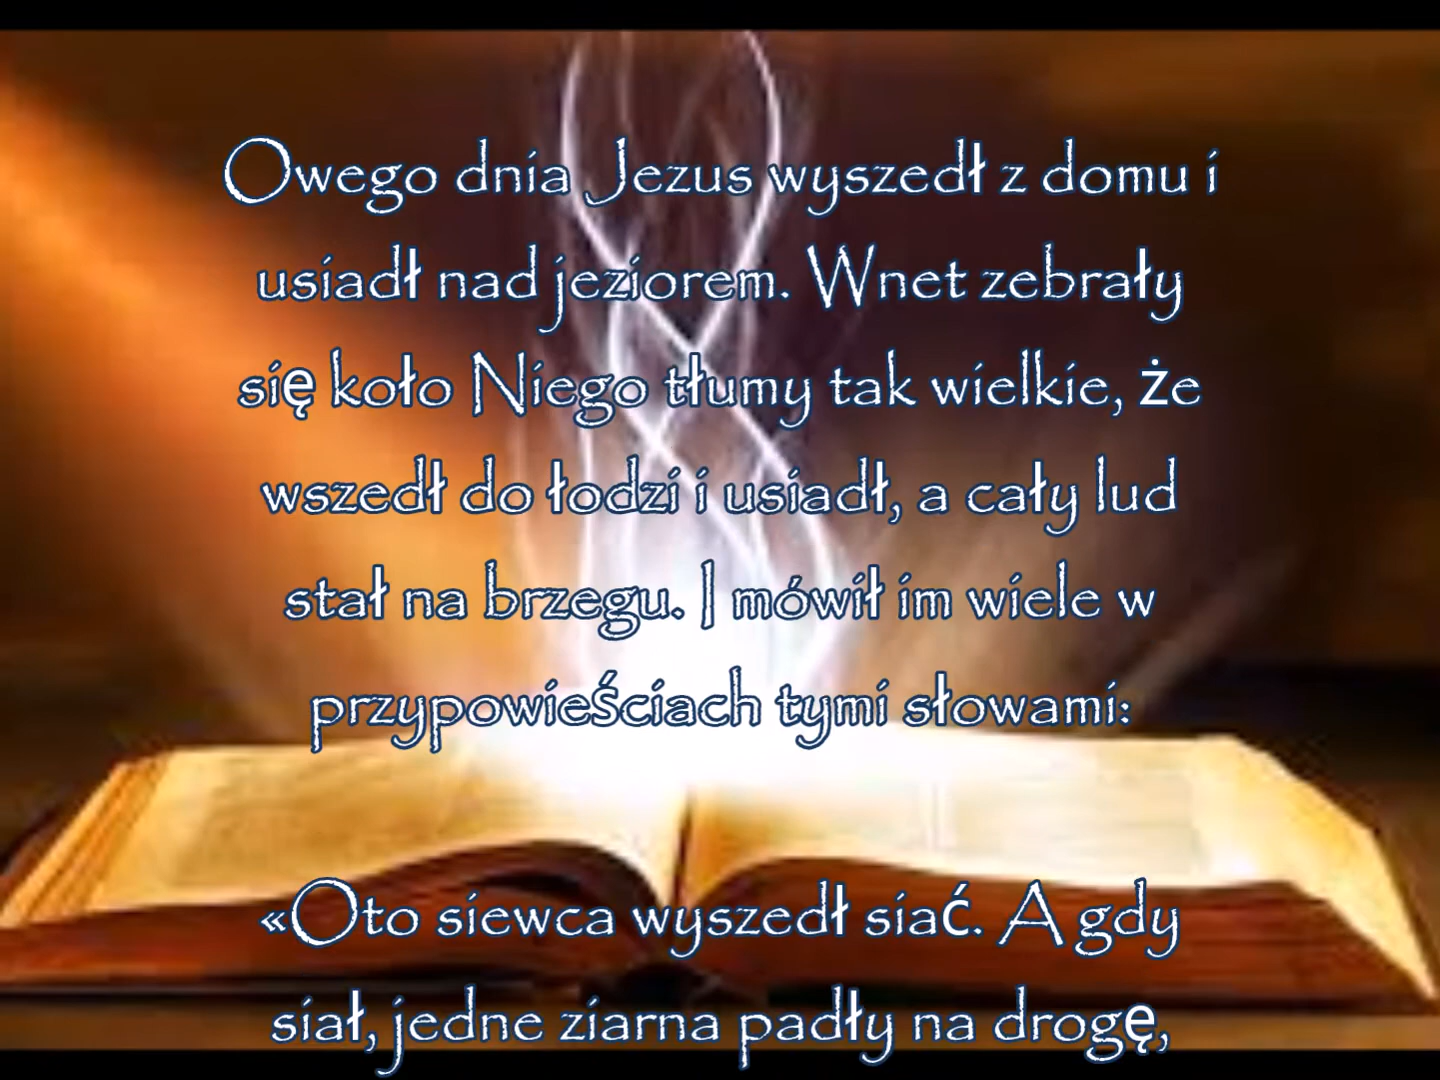 Owego dnia Jezus wyszedł z domu i
usiadł nad jeziorem. Wnet zebrały
się koło Niego tłumy tak wielkie, że
wszedł do łodzi i usiadł, a cały lud
stał na brzegu. I mówił im wiele w
przypowieściach tymi słowami:
«Oto siewca wyszedł siać. A gdy
siał, jedne ziarna padły na drogę,